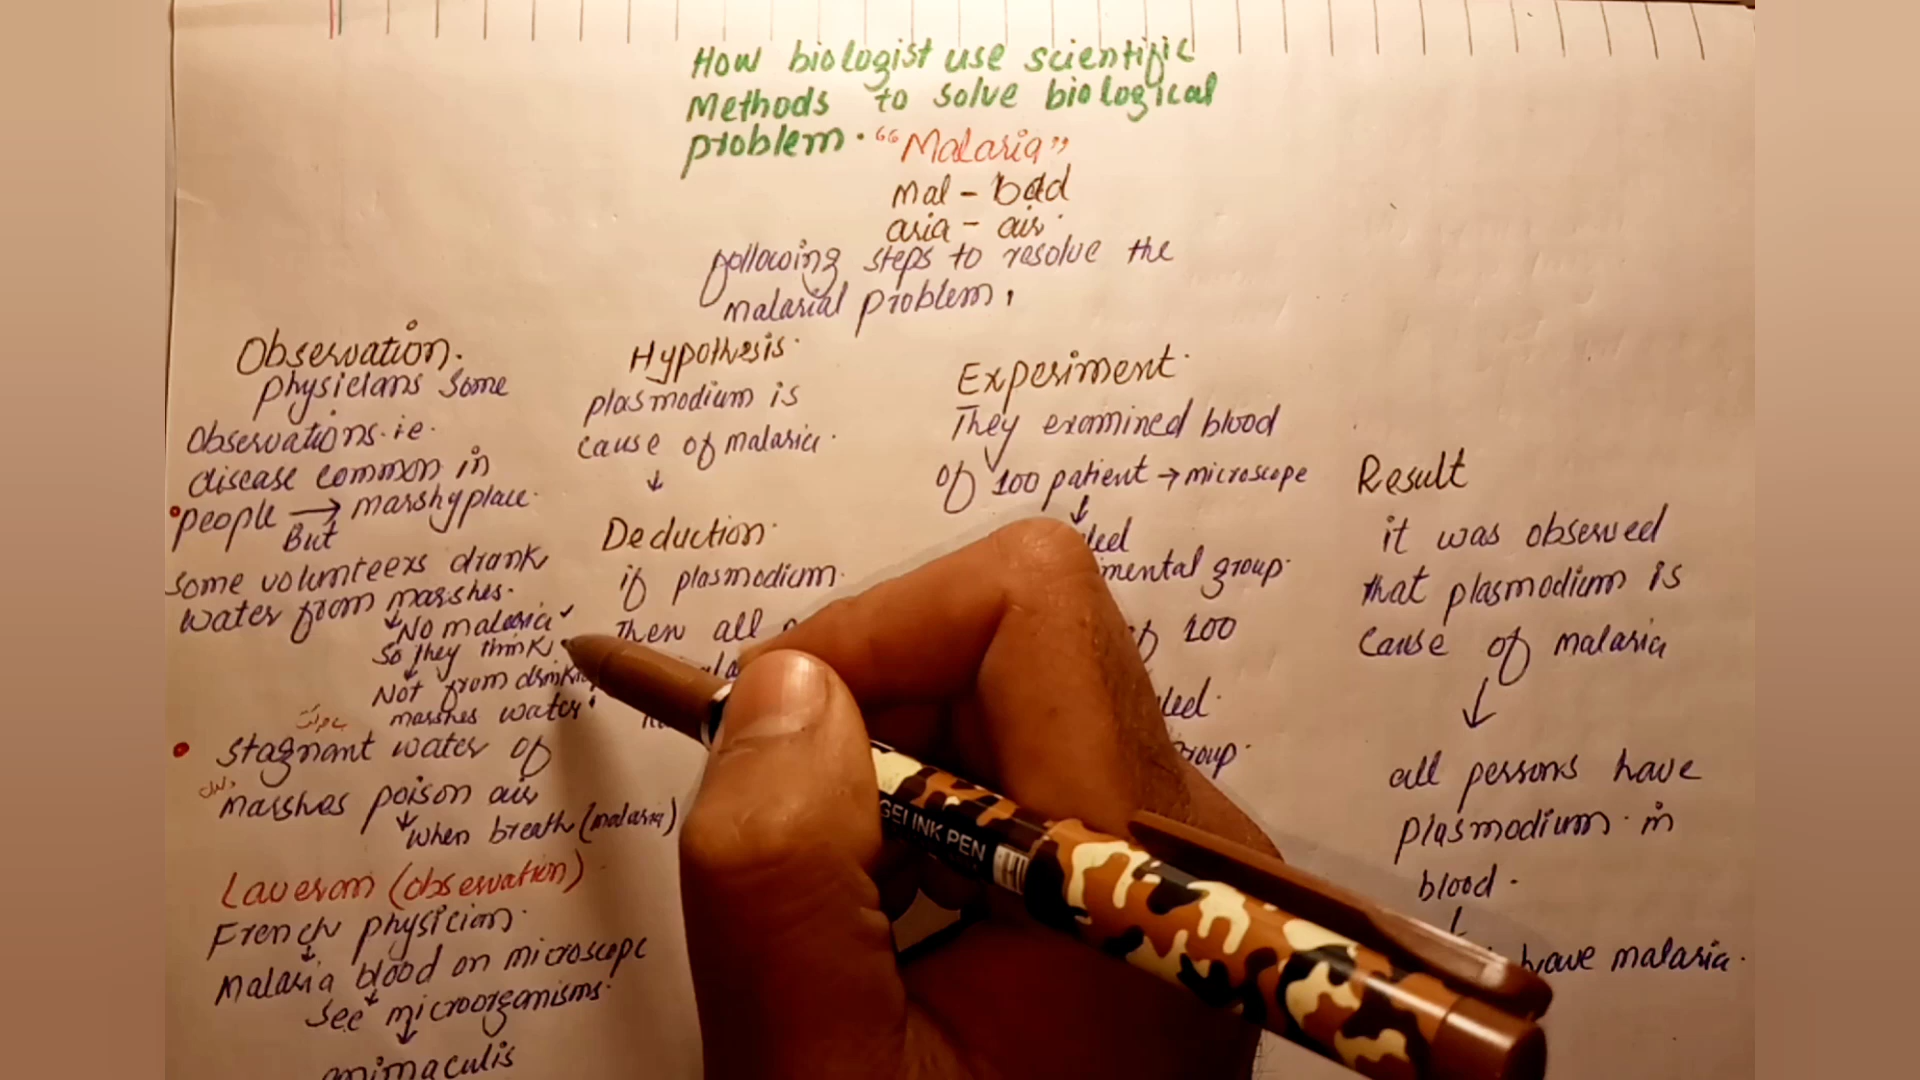 How biologist use scientific
Methods to solve biological
problem. "Malaria"
Mal - bad
aria - air.
following steps to resolve the
malarial problem,
Observation.
physicians some
Observations. i.e.
disease common in
people → marshy place.
But
some volunteers drank
water from marshes.
↓ No malaria ✓
So they think
Not from drinking
marshes water.
• Stagnant water of
marshes poison air
↓ when breath (malaria)
Laveran (observation)
French physician.
↓
Malaria blood on microscope
↓
See microorganisms.
↓
animaculis
Hypothesis.
plasmodium is
cause of malaria.
↓
Deduction.
if plasmodium.
Then all
Experiment.
They examined blood
of 100 patient → microscope
↓
group.
100
group.
Result
it was observed
that plasmodium is
cause of malaria
↓
all persons have
plasmodium in
blood.
have malaria.
GEL INK PEN